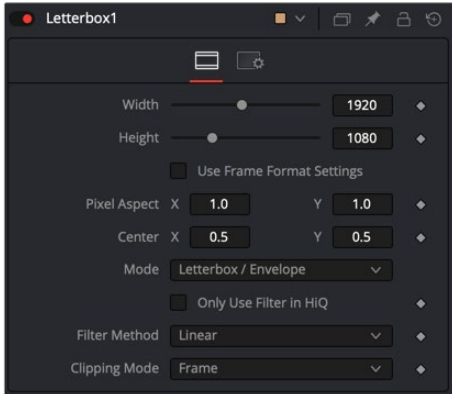 Letterbox1
Width 1920
Height 1080
Use Frame Format Settings
Pixel Aspect X 1.0 Y 1.0
Center X 0.5 Y 0.5
Mode Letterbox / Envelope
Only Use Filter in HiQ
Filter Method Linear
Clipping Mode Frame